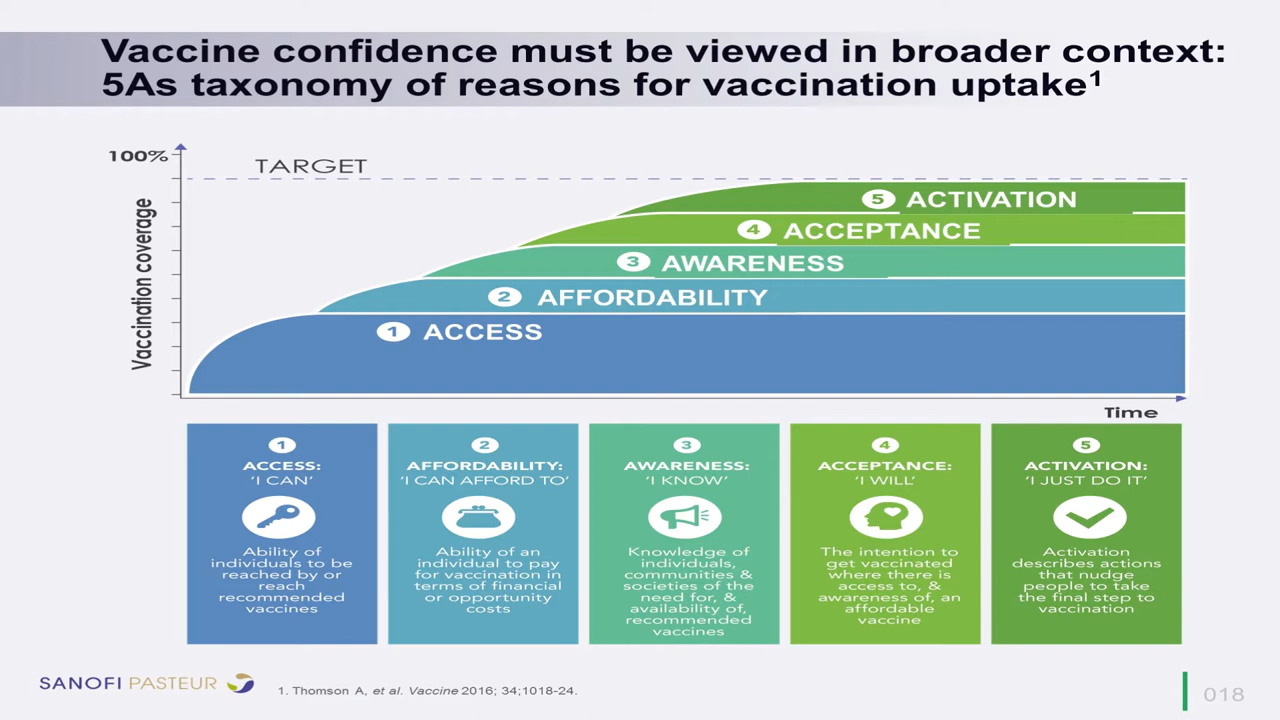 Vaccine confidence must be viewed in broader context:
5As taxonomy of reasons for vaccination uptake¹
100%
TARGET
Vaccination coverage
5 ACTIVATION
4 ACCEPTANCE
3 AWARENESS
2 AFFORDABILITY
1 ACCESS
Time
1
ACCESS:
'I CAN'
Ability of
individuals to be
reached by or
reach
recommended
vaccines
2
AFFORDABILITY:
'I CAN AFFORD TO'
Ability of an
individual to pay
for vaccination in
terms of financial
or opportunity
costs
3
AWARENESS:
'I KNOW'
Knowledge of
individuals,
communities &
societies of the
need for, &
availability of,
recommended
vaccines
4
ACCEPTANCE:
'I WILL'
The intention to
get vaccinated
where there is
access to, &
awareness of, an
affordable
vaccine
5
ACTIVATION:
'I JUST DO IT'
Activation
describes actions
that nudge
people to take
the final step to
vaccination
SANOFI PASTEUR
1. Thomson A, et al. Vaccine 2016; 34;1018-24.
018